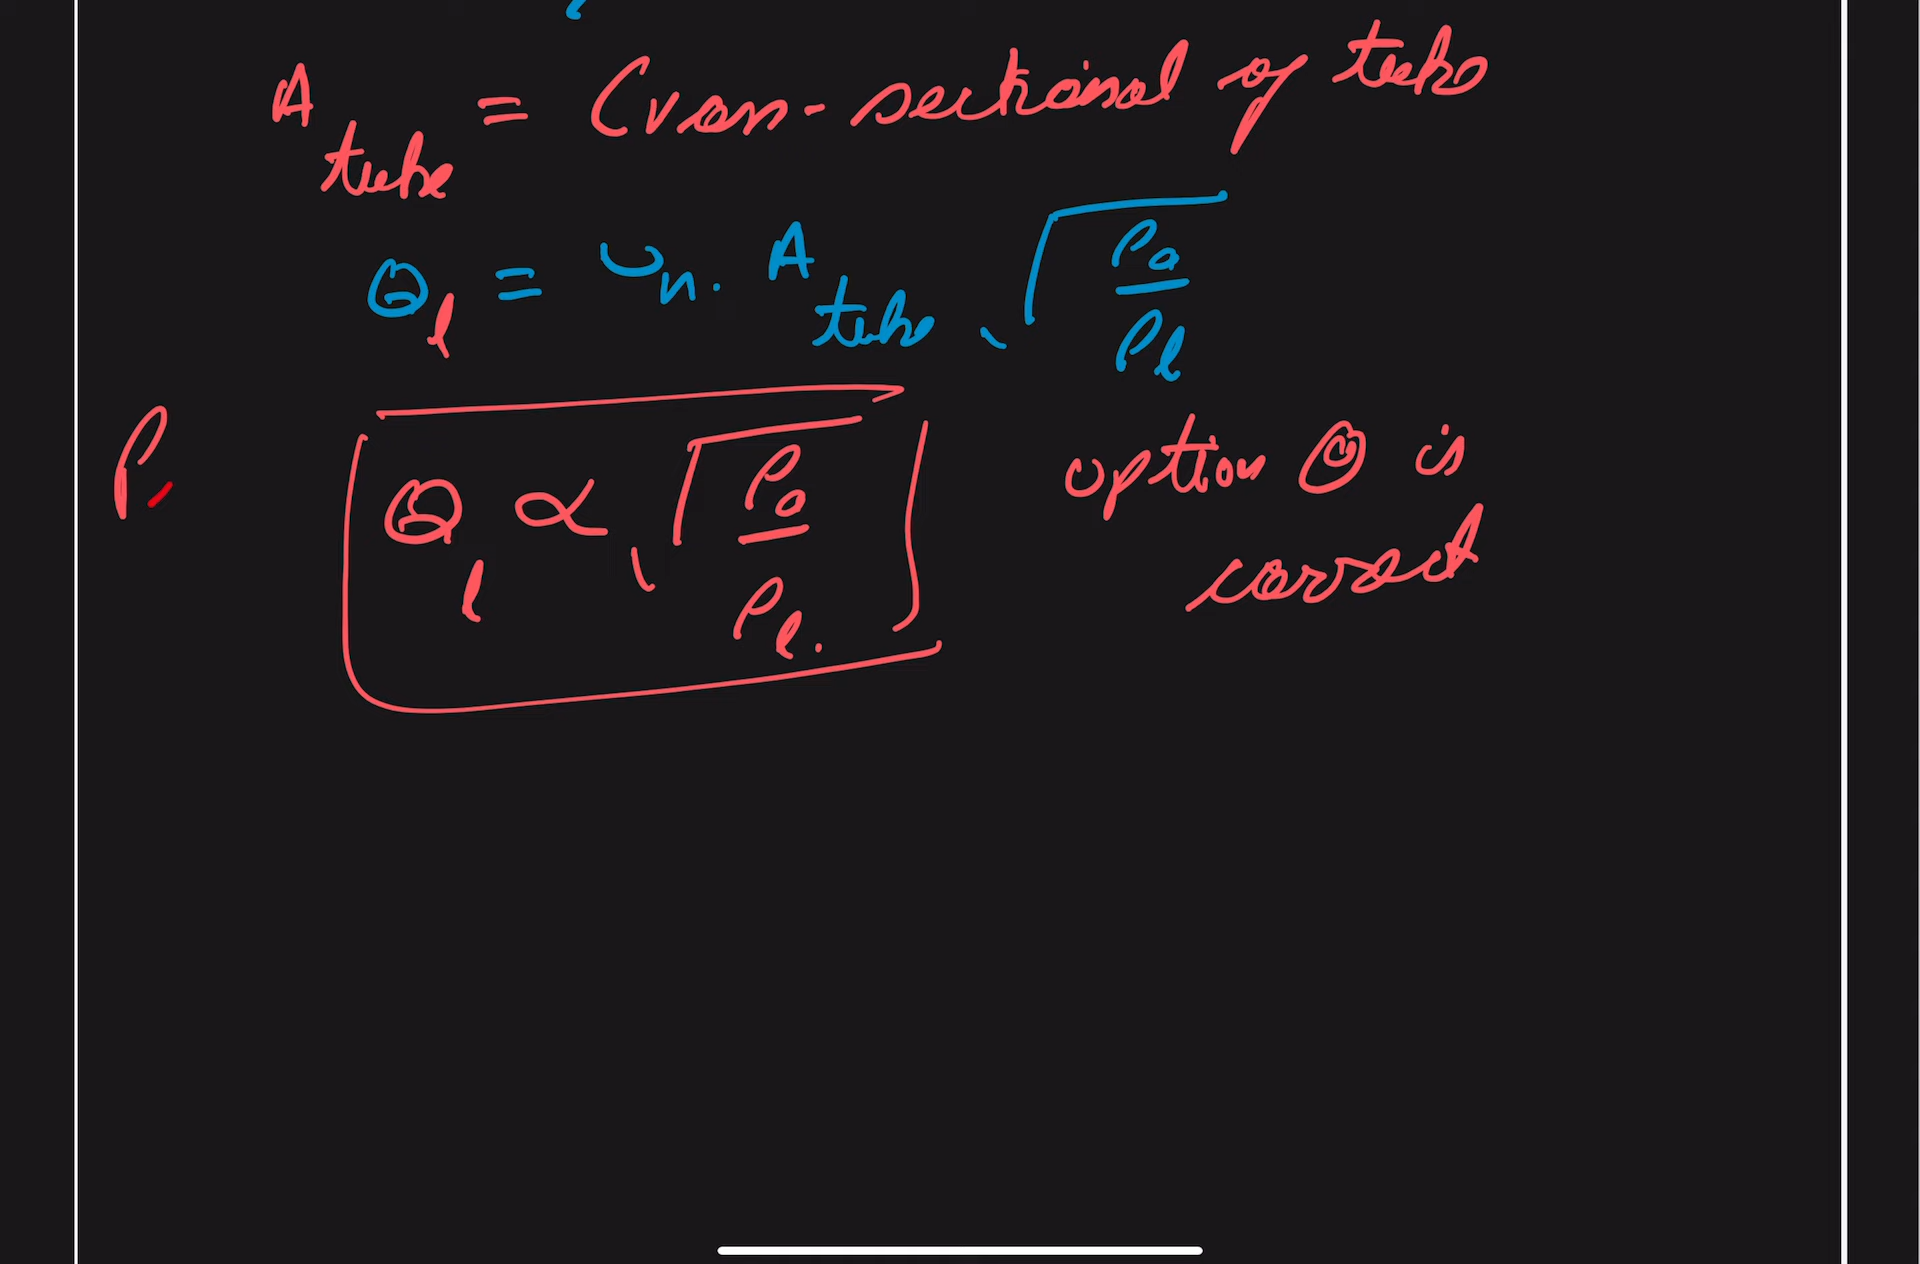 A_tube = Cross-sectional of tube
Q_l = v_n . A_tube √(ρ_a/ρ_l)
ρ
Q_l ∝ √(ρ_a/ρ_l) .
option ⓐ is
correct